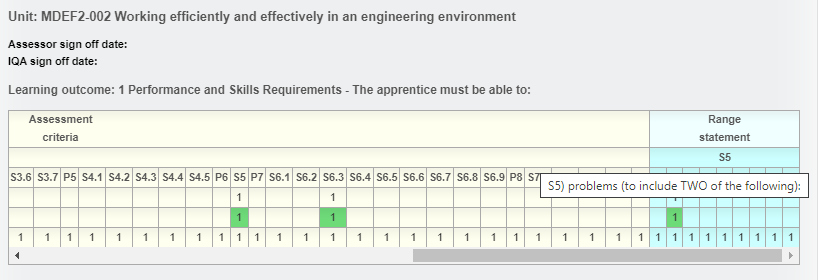 Unit: MDEF2-002 Working efficiently and effectively in an engineering environment
Assessor sign off date:
IQA sign off date:
Learning outcome: 1 Performance and Skills Requirements - The apprentice must be able to:
Assessment criteria
Range statement
S5
S3.6 S3.7 P5 S4.1 S4.2 S4.3 S4.4 S4.5 P6 S5 P7 S6.1 S6.2 S6.3 S6.4 S6.5 S6.6 S6.7 S6.8 S6.9 P8 S7
S5) problems (to include TWO of the following):
1 1 1
1 1 1
1 1 1 1 1 1 1 1 1 1 1 1 1 1 1 1 1 1 1 1 1 1 1 1 1 1 1 1 1 1 1 1 1 1 1